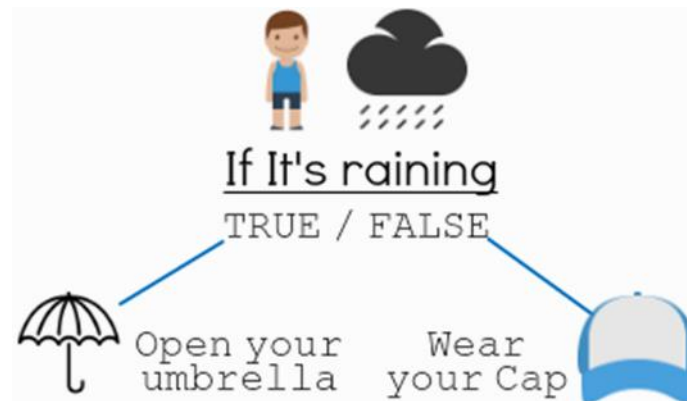 If It's raining
TRUE / FALSE
Open your
umbrella
Wear
your Cap